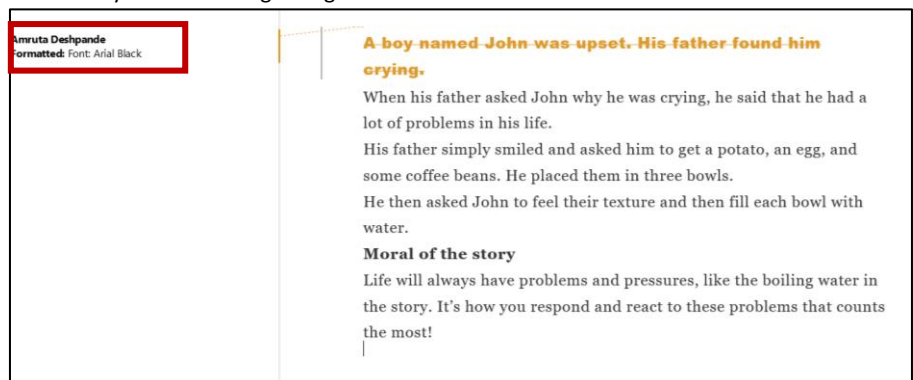 Amruta Deshpande
Formatted: Font: Arial Black
A boy named John was upset. His father found him
crying.
When his father asked John why he was crying, he said that he had a
lot of problems in his life.
His father simply smiled and asked him to get a potato, an egg, and
some coffee beans. He placed them in three bowls.
He then asked John to feel their texture and then fill each bowl with
water.
Moral of the story
Life will always have problems and pressures, like the boiling water in
the story. It’s how you respond and react to these problems that counts
the most!